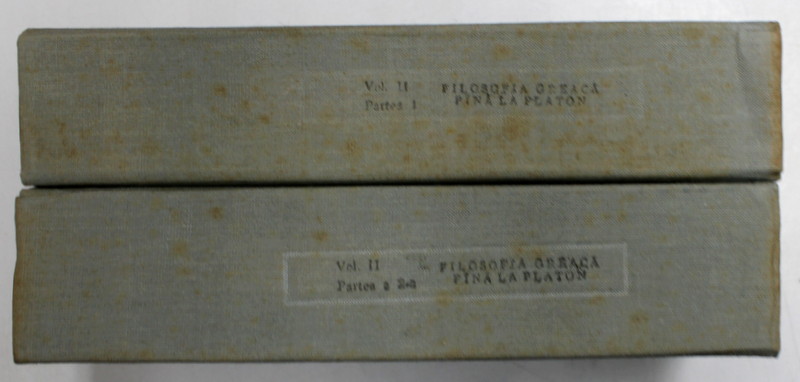 Vol. II FILOSOFIA GREACĂ
Partea 1 PÎNĂ LA PLATON
Vol. II FILOSOFIA GREACĂ
Partea a 2-a PÎNĂ LA PLATON